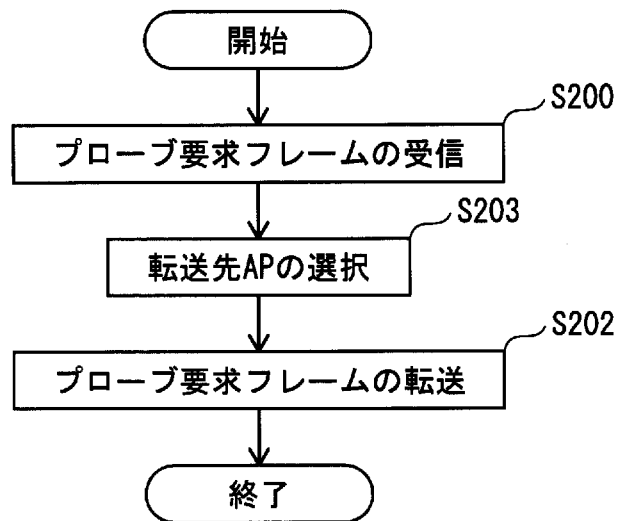 開始
S200
プローブ要求フレームの受信
S203
転送先APの選択
S202
プローブ要求フレームの転送
終了